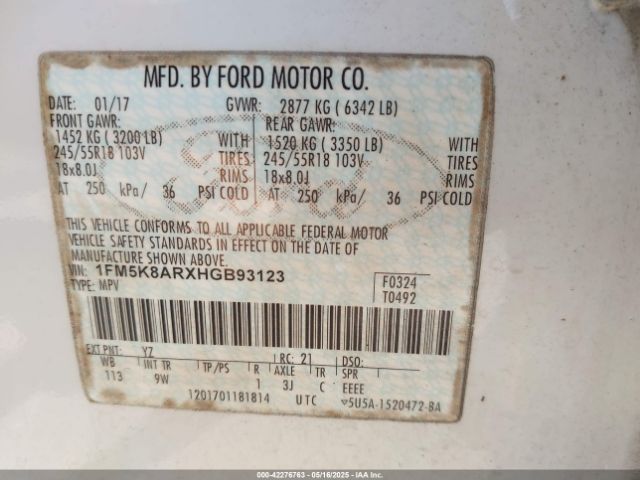 MFD. BY FORD MOTOR CO.
DATE: 01/17 GVWR: 2877 KG ( 6342 LB)
FRONT GAWR: REAR GAWR:
1452 KG ( 3200 LB) WITH 1520 KG ( 3350 LB) WITH
245/55R18 103V TIRES 245/55R18 103V TIRES
18x8.0J RIMS 18x8.0J RIMS
AT 250 kPa/ 36 PSI COLD AT 250 kPa/ 36 PSI COLD
THIS VEHICLE CONFORMS TO ALL APPLICABLE FEDERAL MOTOR
VEHICLE SAFETY STANDARDS IN EFFECT ON THE DATE OF
MANUFACTURE SHOWN ABOVE.
VIN: 1FM5K8ARXHGB93123 F0324
TYPE: MPV T0492
EXT PNT: YZ RC: 21 DSO:
WB INT TR TP/PS R AXLE TR SPR
113 9W 1 3J C EEEE
1201701181814 UTC ▽5U5A-1520472-BA
000-42276763 - 05/16/2025 - IAAI.COM
Ford